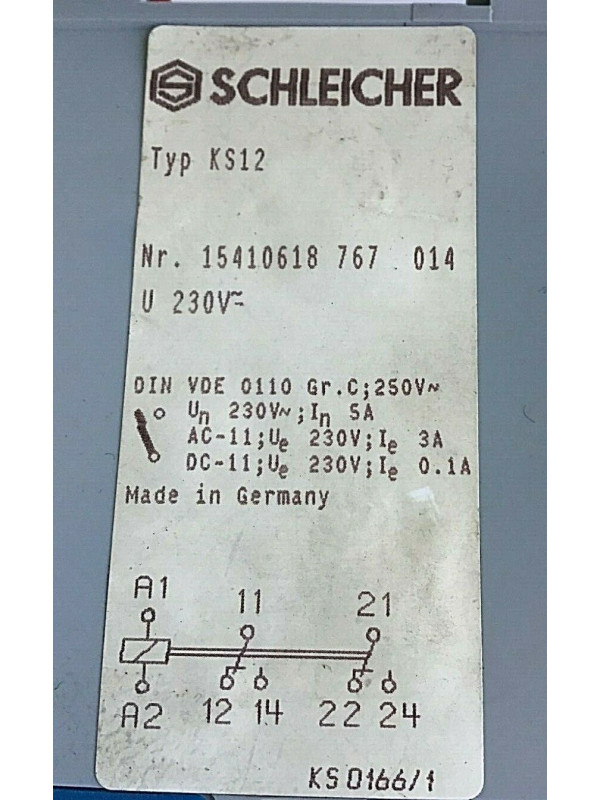 SCHLEICHER
Typ KS12
Nr. 15410618 767 014
U 230V≂
DIN VDE 0110 Gr.C;250V~
Un 230V~;In 5A
AC-11;Ue 230V;Ie 3A
DC-11;Ue 230V;Ie 0.1A
Made in Germany
A1 11 21
A2 12 14 22 24
KS0166/1